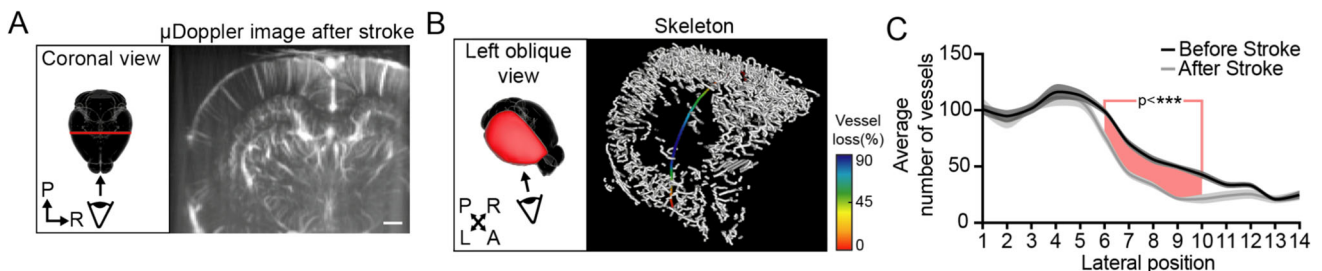 A
Coronal view
P
R
µDoppler image after stroke
B
Left oblique
view
P R
L A
Skeleton
Vessel
loss(%)
90
45
0
C
Average
number of vessels
150
100
50
0
Before Stroke
After Stroke
p<***
1 2 3 4 5 6 7 8 9 10 11 12 13 14
Lateral position